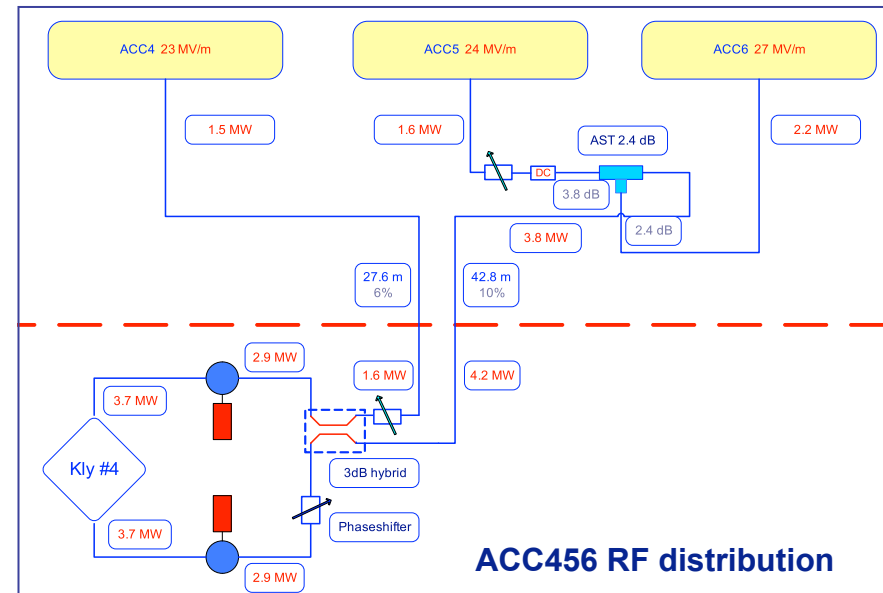 ACC4 23 MV/m
ACC5 24 MV/m
ACC6 27 MV/m
1.5 MW
1.6 MW
2.2 MW
AST 2.4 dB
DC
3.8 dB
2.4 dB
3.8 MW
27.6 m
6%
42.8 m
10%
2.9 MW
1.6 MW
4.2 MW
3.7 MW
Kly #4
3dB hybrid
3.7 MW
Phaseshifter
2.9 MW
ACC456 RF distribution